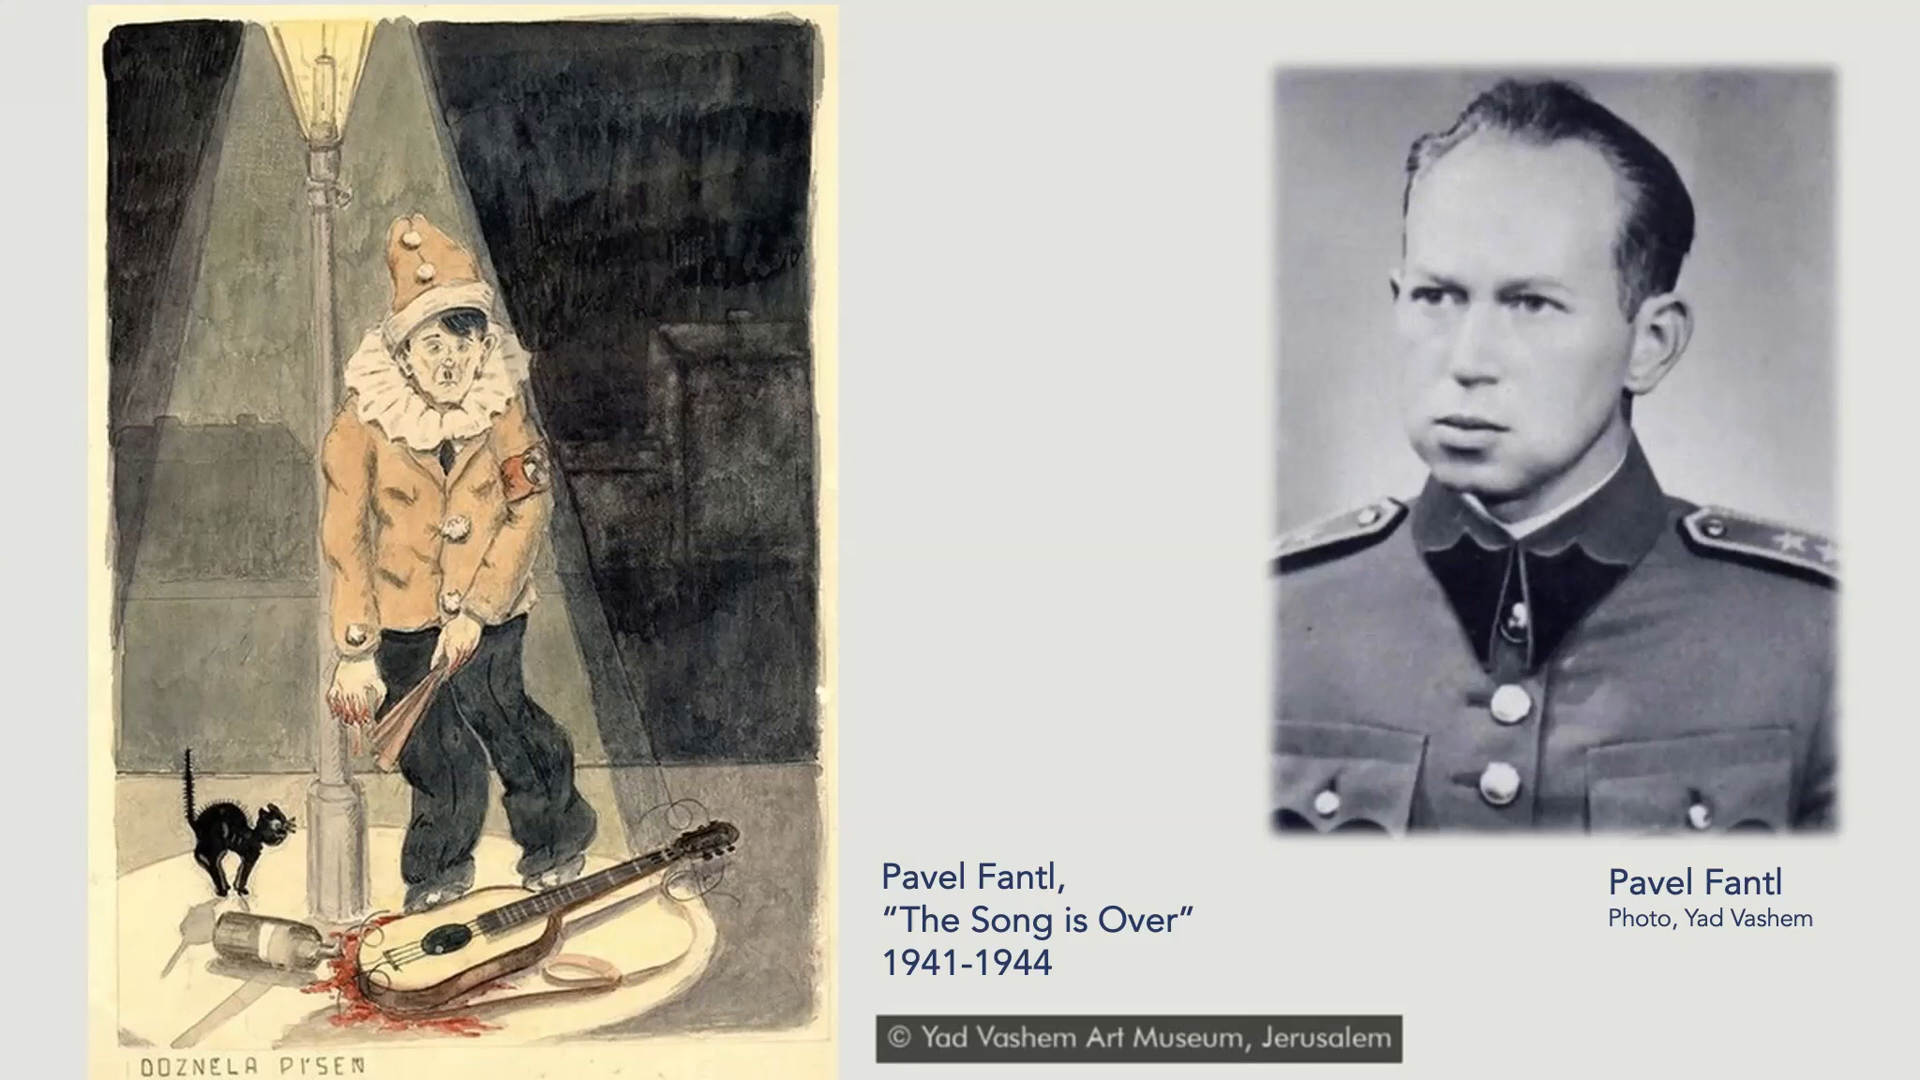 DOZNĚLA PÍSEŇ
Pavel Fantl,
“The Song is Over”
1941-1944
© Yad Vashem Art Museum, Jerusalem
Pavel Fantl
Photo, Yad Vashem